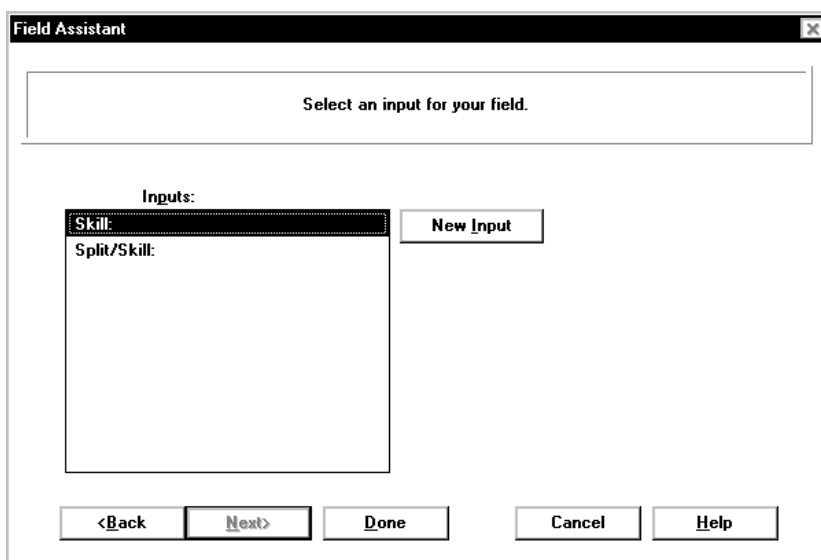 Field Assistant
Select an input for your field.
Inputs:
Skill:
New Input
Split/Skill:
<Back Next> Done Cancel Help